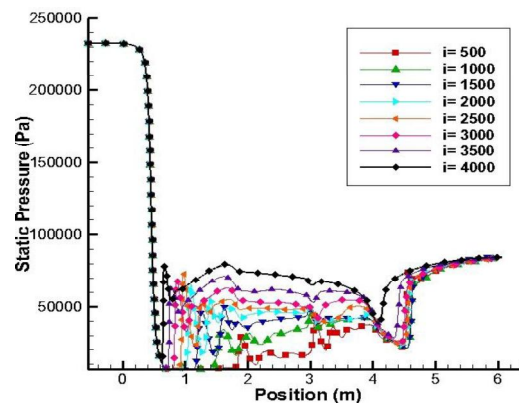 250000
200000
150000
100000
50000
Static Pressure (Pa)
i= 500
i= 1000
i= 1500
i= 2000
i= 2500
i= 3000
i= 3500
i= 4000
0 1 2 3 4 5 6
Position (m)